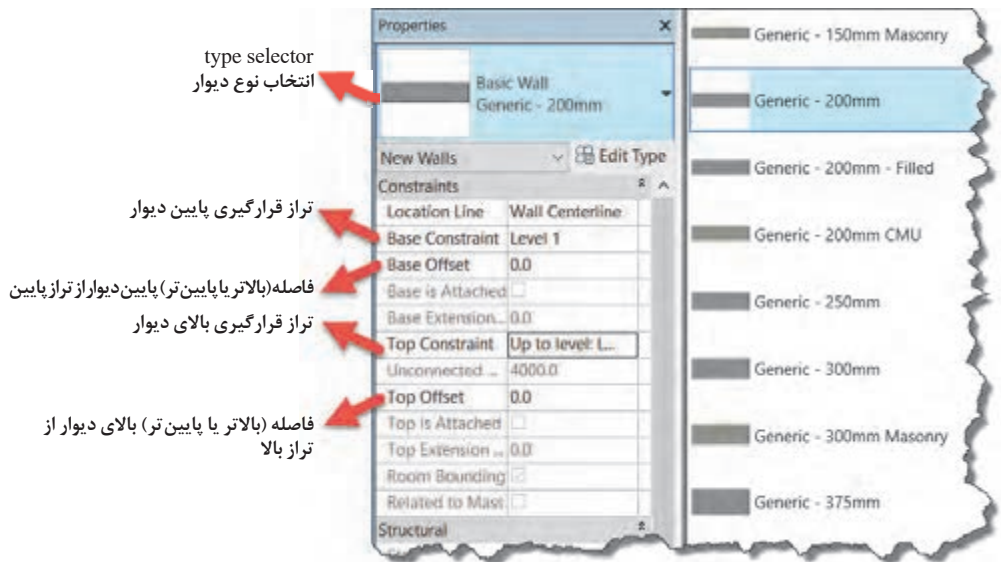 type selector
انتخاب نوع دیوار
تراز قرارگیری پایین دیوار
فاصله(بالاتر یا پایین‌تر) پایین دیوار از تراز پایین
تراز قرارگیری بالای دیوار
فاصله (بالاتر یا پایین‌تر) بالای دیوار از
تراز بالا
Properties
Basic Wall
Generic - 200mm
New Walls
Edit Type
Constraints
Location Line Wall Centerline
Base Constraint Level 1
Base Offset 0.0
Base is Attached
Base Extension... 0.0
Top Constraint Up to level: L...
Unconnected ... 4000.0
Top Offset 0.0
Top is Attached
Top Extension ... 0.0
Room Bounding
Related to Mass
Structural
Generic - 150mm Masonry
Generic - 200mm
Generic - 200mm - Filled
Generic - 200mm CMU
Generic - 250mm
Generic - 300mm
Generic - 300mm Masonry
Generic - 375mm